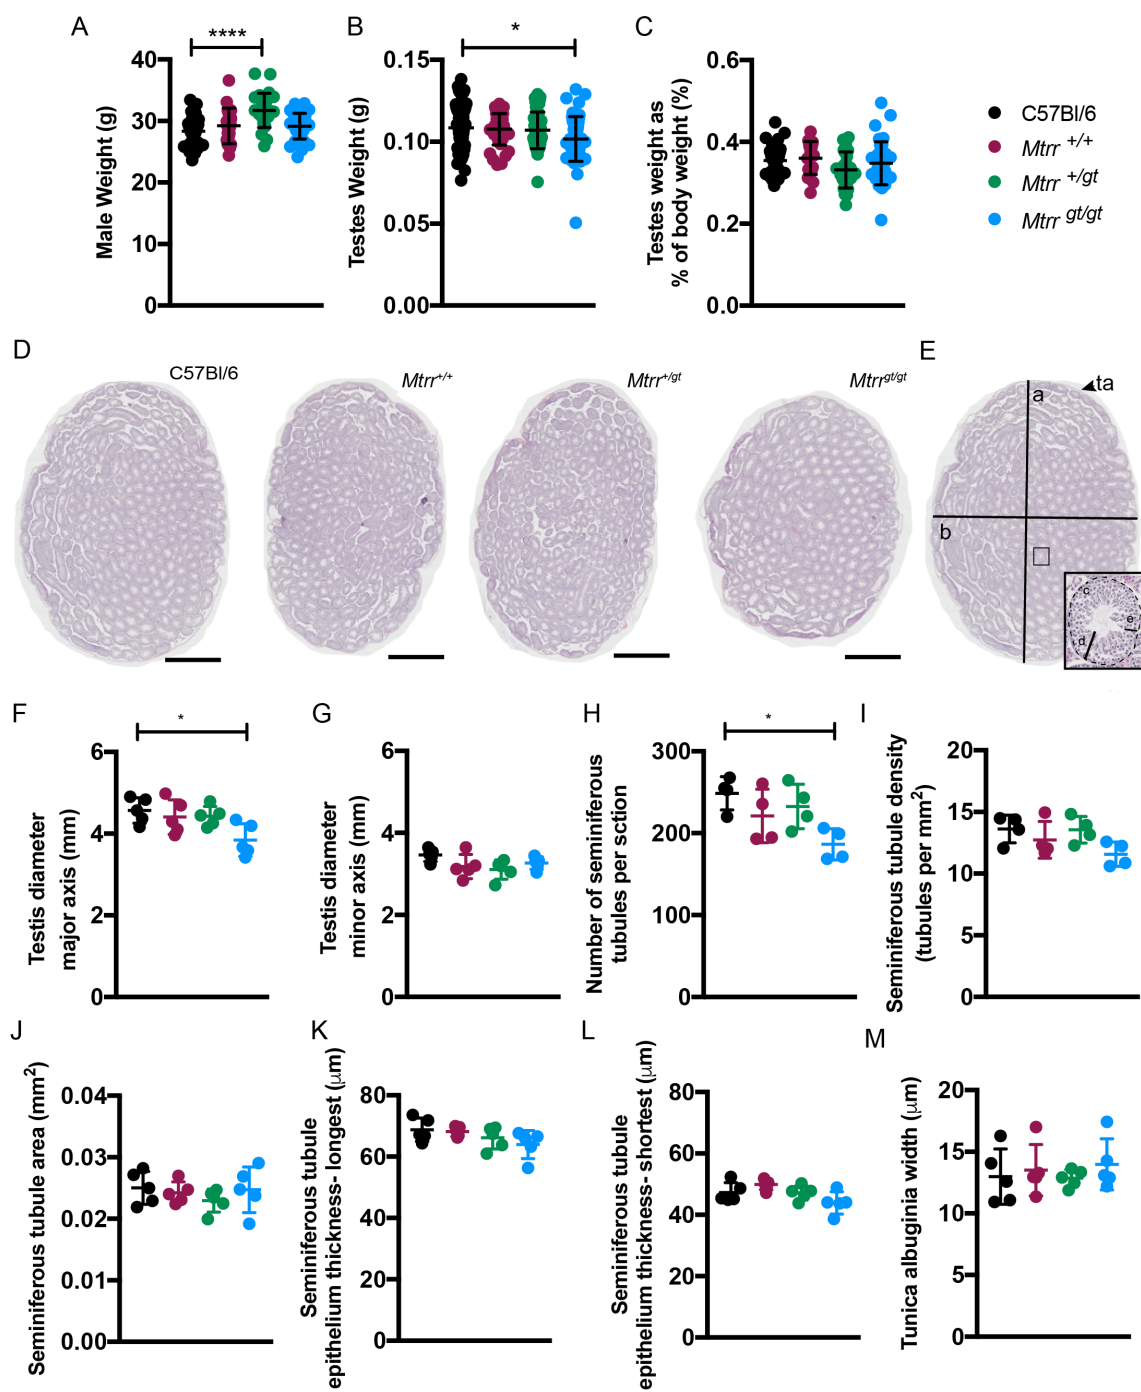 A
****
Male Weight (g)
40
30
20
10
0
B
*
Testes Weight (g)
0.15
0.10
0.05
0.00
C
Testes weight as
% of body weight (%)
0.6
0.4
0.2
0.0
C57Bl/6
Mtrr +/+
Mtrr +/gt
Mtrr gt/gt
D
C57Bl/6
Mtrr+/+
Mtrr+/gt
Mtrrgt/gt
E
a
ta
b
c
e
d
F
*
Testis diameter
major axis (mm)
6
4
2
0
G
Testis diameter
minor axis (mm)
6
4
2
0
H
*
Number of seminiferous
tubules per sction
300
200
100
0
I
Seminiferous tubule density
(tubules per mm2)
20
15
10
5
0
J
Seminiferous tubule area (mm2)
0.04
0.03
0.02
0.01
0.00
K
Seminiferous tubule
epithelium thickness- longest (μm)
80
60
40
20
0
L
Seminiferous tubule
epithelium thickness- shortest (μm)
80
60
40
20
0
M
Tunica albuginia width (μm)
20
15
10
5
0